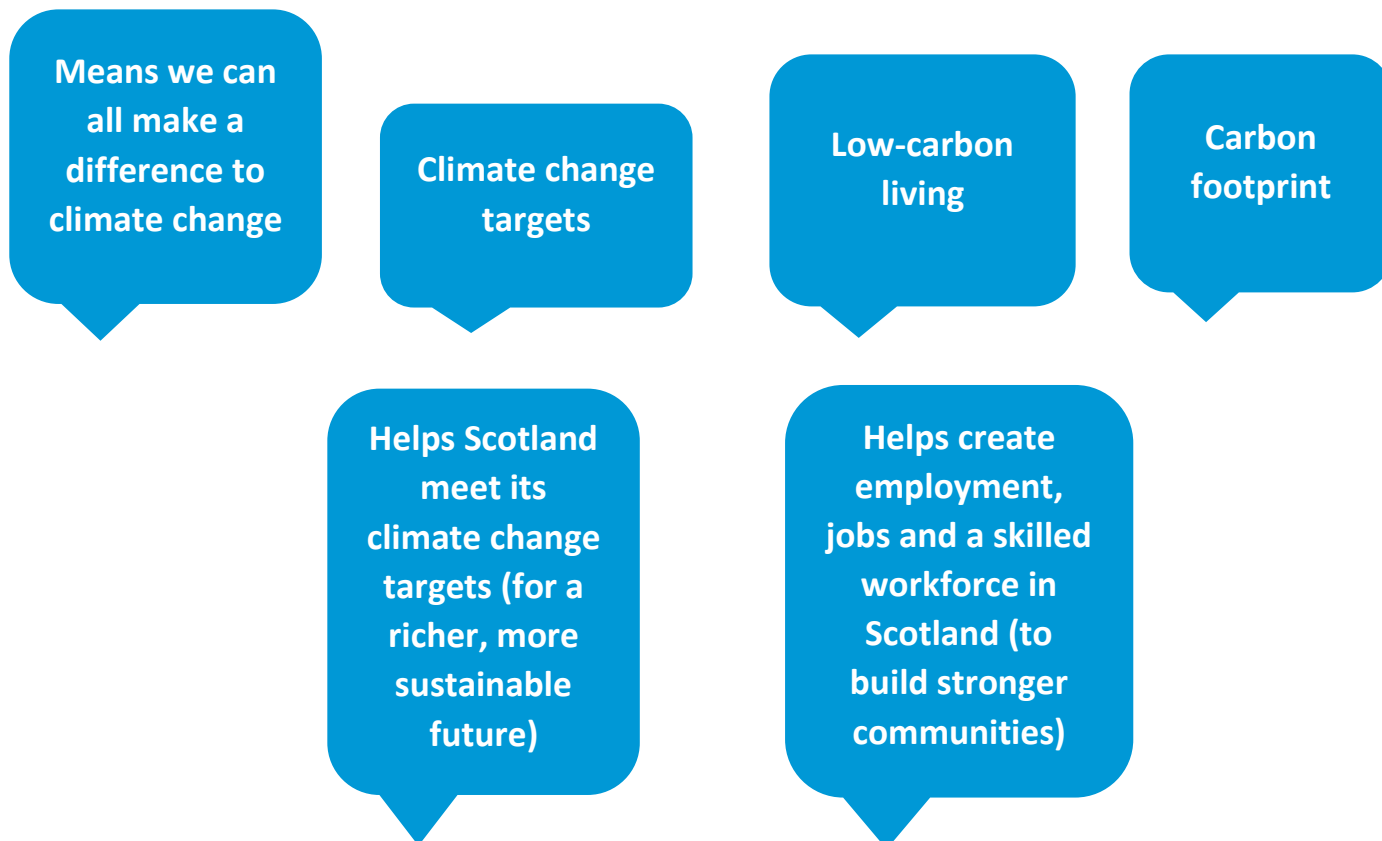 Means we can
all make a
difference to
climate change
Climate change
targets
Low-carbon
living
Carbon
footprint
Helps Scotland
meet its
climate change
targets (for a
richer, more
sustainable
future)
Helps create
employment,
jobs and a skilled
workforce in
Scotland (to
build stronger
communities)